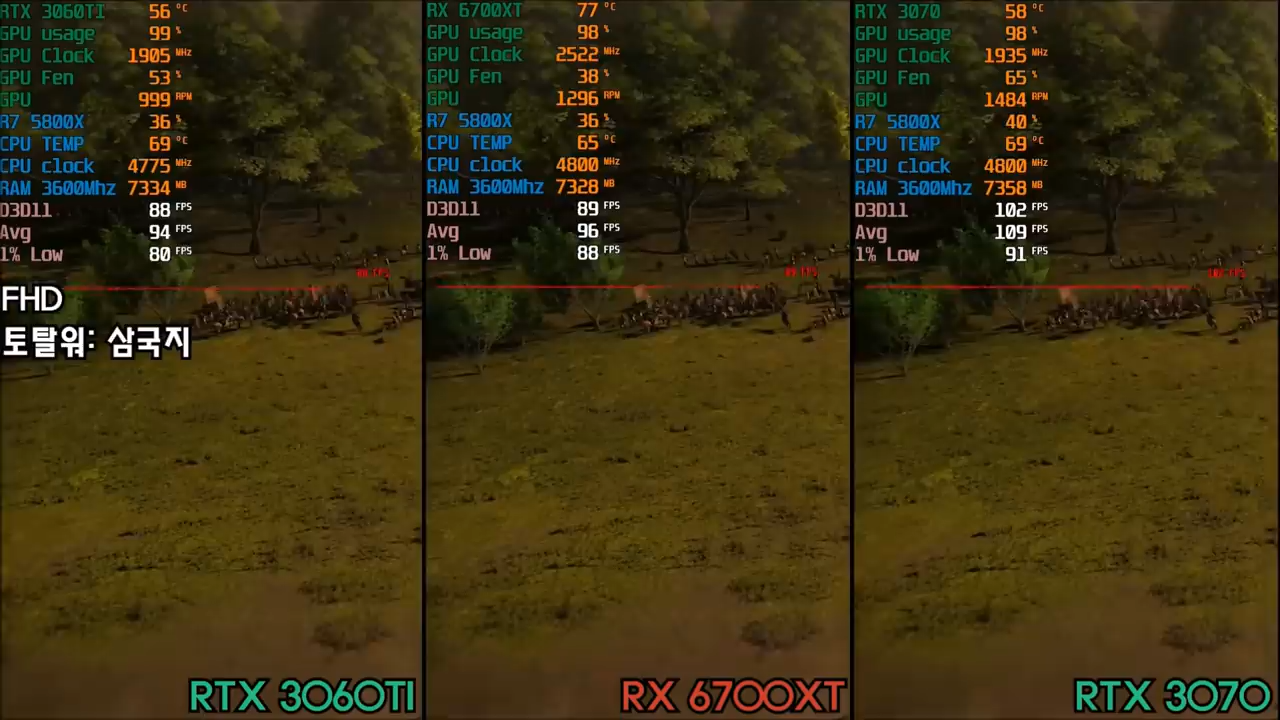 RTX 3060TI 56 °C
GPU usage 99 %
GPU Clock 1905 MHz
GPU Fen 53 %
GPU 999 RPM
R7 5800X 36 %
CPU TEMP 69 °C
CPU clock 4775 MHz
RAM 3600Mhz 7334 MB
D3D11 88 FPS
Avg 94 FPS
1% Low 80 FPS
88 FPS
FHD
토탈워: 삼국지
RTX 3060TI
RX 6700XT 77 °C
GPU usage 98 %
GPU Clock 2522 MHz
GPU Fen 38 %
GPU 1296 RPM
R7 5800X 36 %
CPU TEMP 65 °C
CPU clock 4800 MHz
RAM 3600Mhz 7328 MB
D3D11 89 FPS
Avg 96 FPS
1% Low 88 FPS
89 FPS
RX 6700XT
RTX 3070 58 °C
GPU usage 98 %
GPU Clock 1935 MHz
GPU Fen 65 %
GPU 1484 RPM
R7 5800X 40 %
CPU TEMP 69 °C
CPU clock 4800 MHz
RAM 3600Mhz 7358 MB
D3D11 102 FPS
Avg 109 FPS
1% Low 91 FPS
102 FPS
RTX 3070